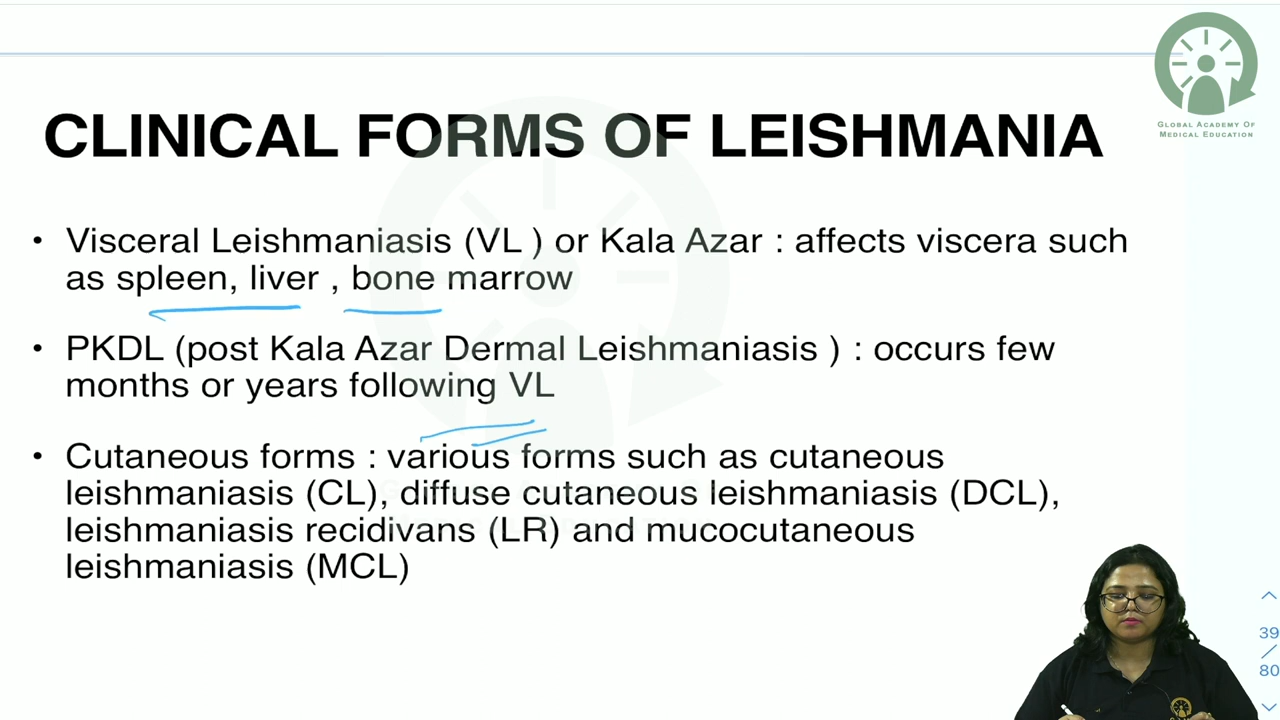 GLOBAL ACADEMY OF
MEDICAL EDUCATION
CLINICAL FORMS OF LEISHMANIA
• Visceral Leishmaniasis (VL ) or Kala Azar : affects viscera such
as spleen, liver , bone marrow
• PKDL (post Kala Azar Dermal Leishmaniasis ) : occurs few
months or years following VL
• Cutaneous forms : various forms such as cutaneous
leishmaniasis (CL), diffuse cutaneous leishmaniasis (DCL),
leishmaniasis recidivans (LR) and mucocutaneous
leishmaniasis (MCL)
39
/
80